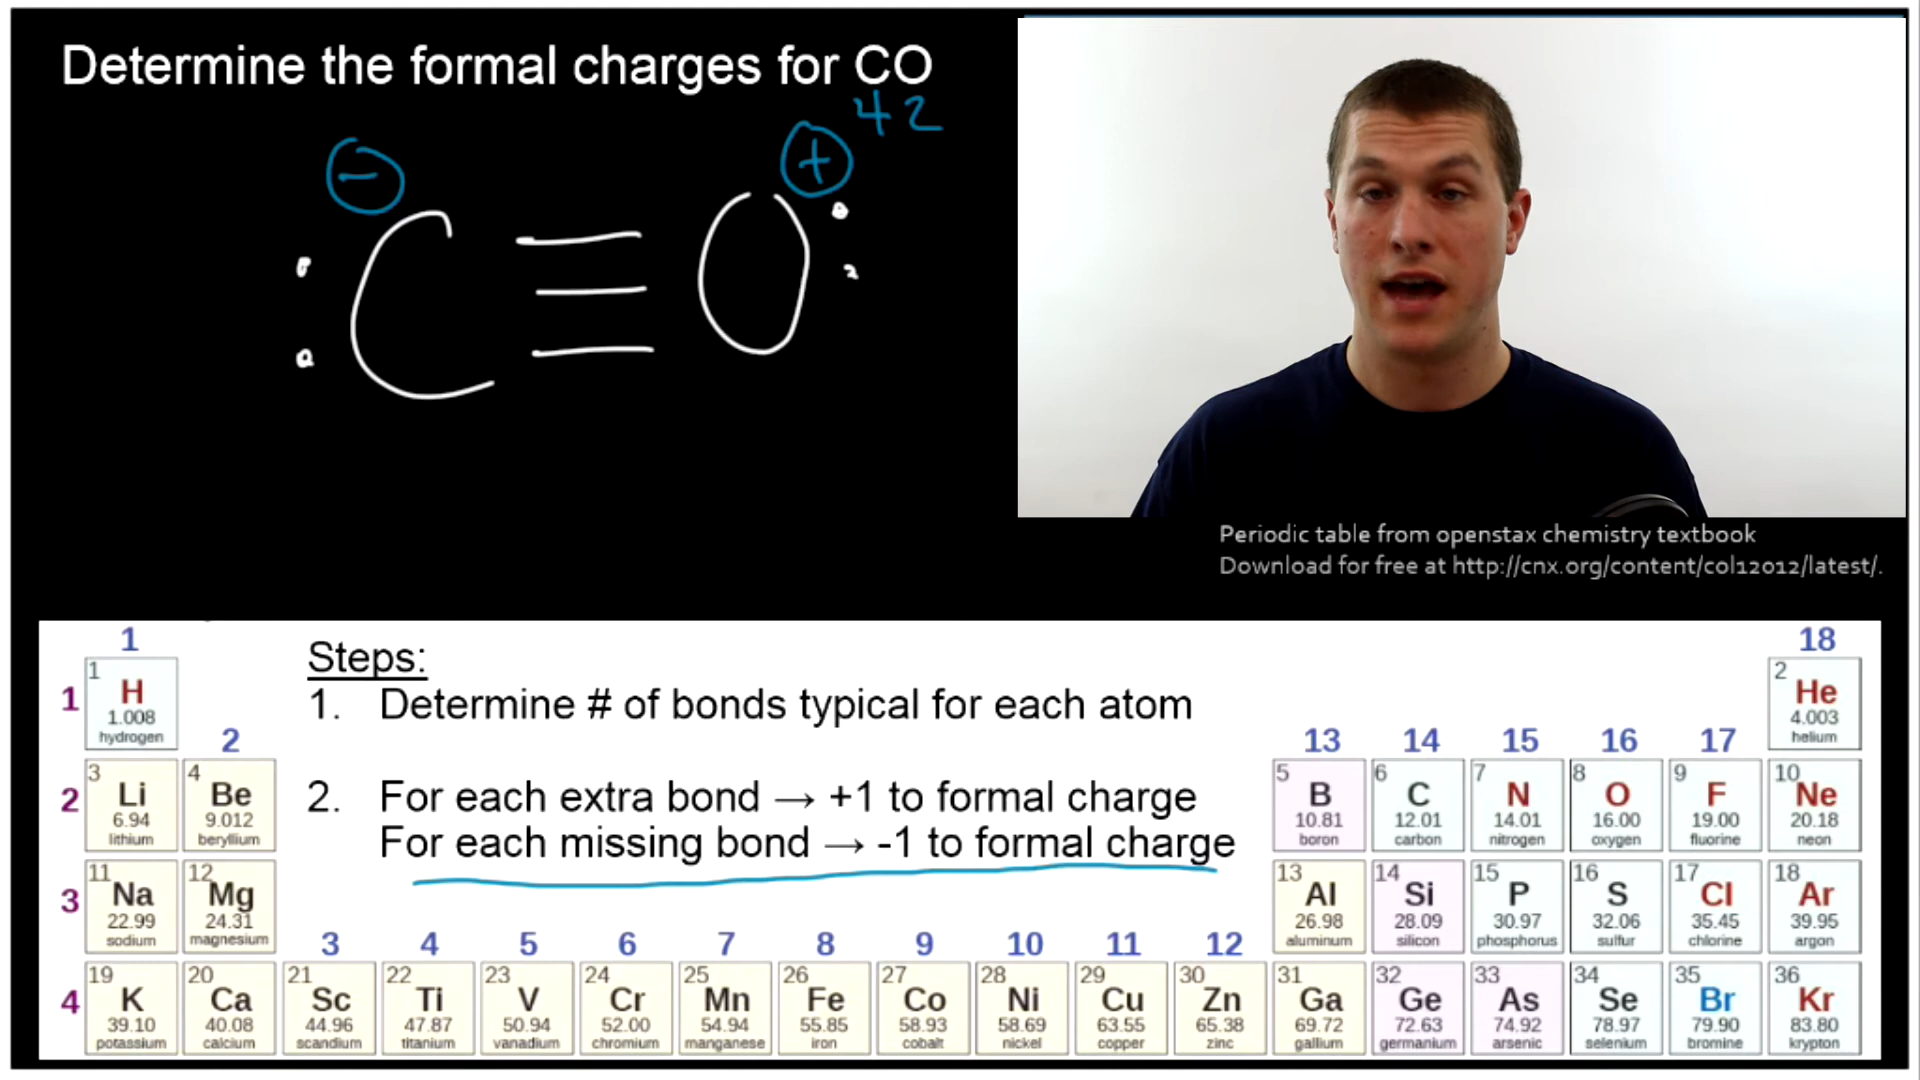 Determine the formal charges for CO
4 2
− +
C≡O
Periodic table from openstax chemistry textbook
Download for free at http://cnx.org/content/col12012/latest/.
Steps:
1. Determine # of bonds typical for each atom
2. For each extra bond → +1 to formal charge
For each missing bond → -1 to formal charge
1 18
1
1 H 1.008 hydrogen
2 He 4.003 helium
2 13 14 15 16 17
2
3 Li 6.94 lithium
4 Be 9.012 beryllium
5 B 10.81 boron
6 C 12.01 carbon
7 N 14.01 nitrogen
8 O 16.00 oxygen
9 F 19.00 fluorine
10 Ne 20.18 neon
3
11 Na 22.99 sodium
12 Mg 24.31 magnesium
13 Al 26.98 aluminum
14 Si 28.09 silicon
15 P 30.97 phosphorus
16 S 32.06 sulfur
17 Cl 35.45 chlorine
18 Ar 39.95 argon
3 4 5 6 7 8 9 10 11 12
4
19 K 39.10 potassium
20 Ca 40.08 calcium
21 Sc 44.96 scandium
22 Ti 47.87 titanium
23 V 50.94 vanadium
24 Cr 52.00 chromium
25 Mn 54.94 manganese
26 Fe 55.85 iron
27 Co 58.93 cobalt
28 Ni 58.69 nickel
29 Cu 63.55 copper
30 Zn 65.38 zinc
31 Ga 69.72 gallium
32 Ge 72.63 germanium
33 As 74.92 arsenic
34 Se 78.97 selenium
35 Br 79.90 bromine
36 Kr 83.80 krypton